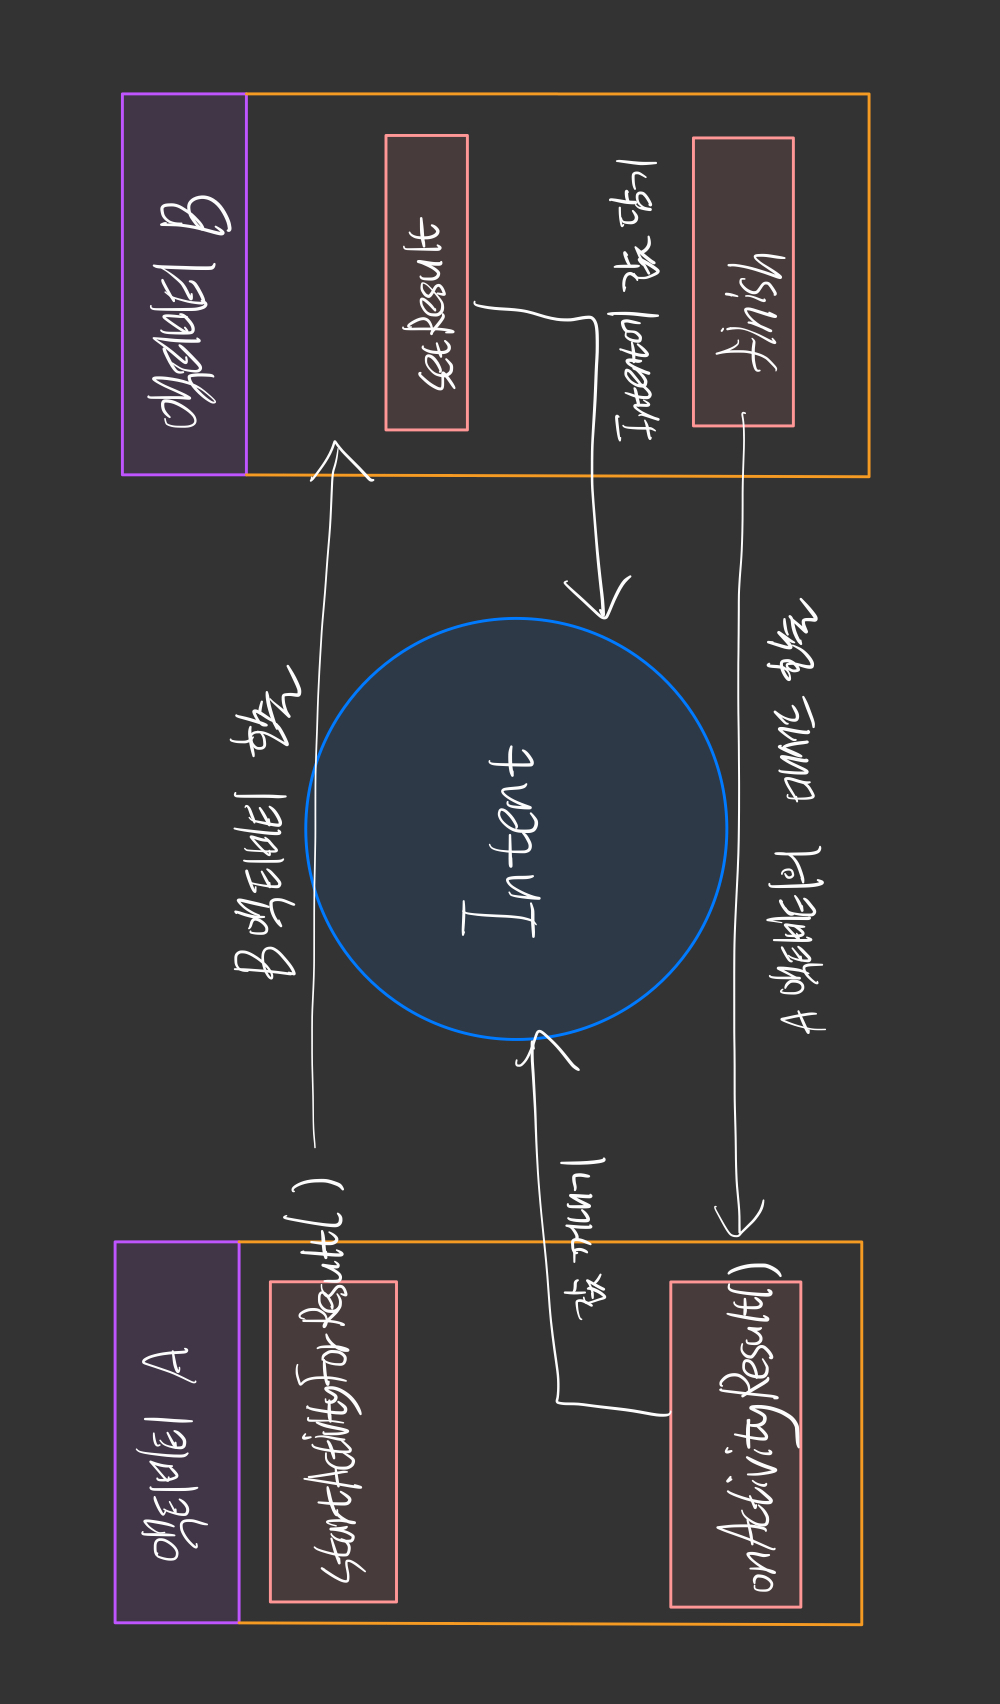 액티비티 A
액티비티 B
B 액티비티 호출
startActivityForResult()
setResult
Intent
값 꺼내기
Intent에 값 담기
onActivityResult()
finish
A 액티비티의 메서드 호출